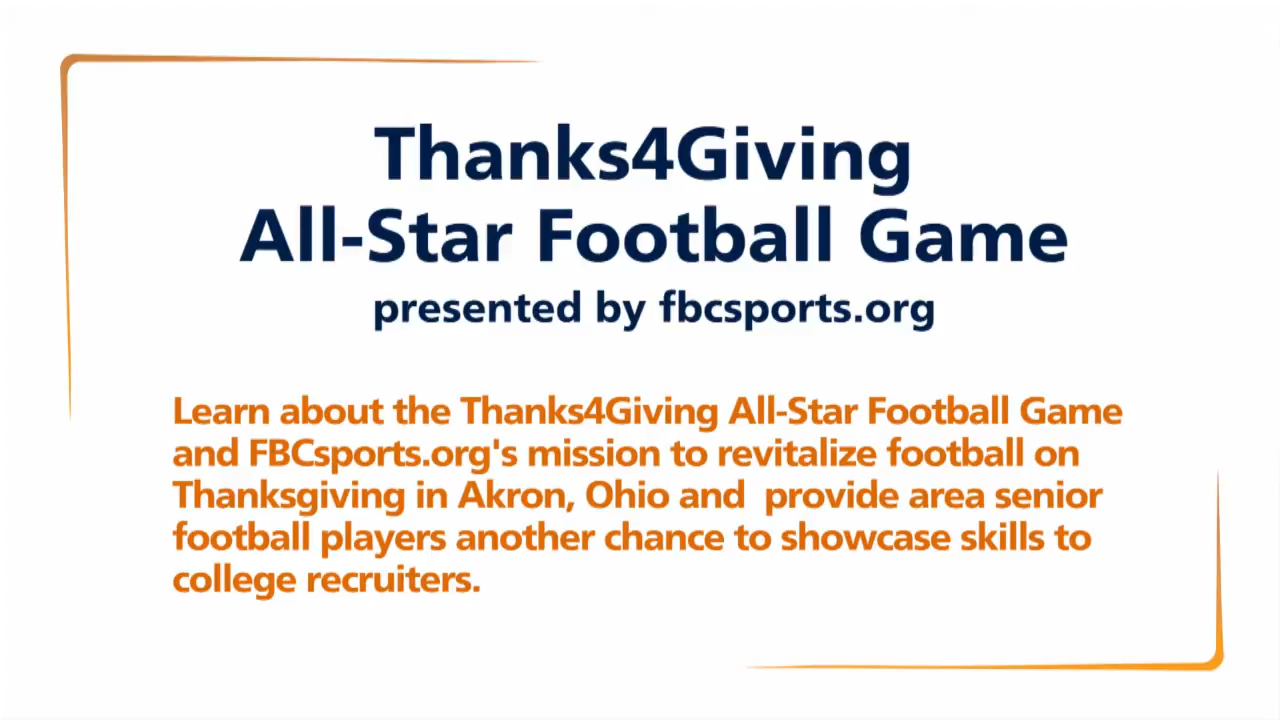 Thanks4Giving
All-Star Football Game
presented by fbcsports.org
Learn about the Thanks4Giving All-Star Football Game
and FBCsports.org's mission to revitalize football on
Thanksgiving in Akron, Ohio and  provide area senior
football players another chance to showcase skills to
college recruiters.